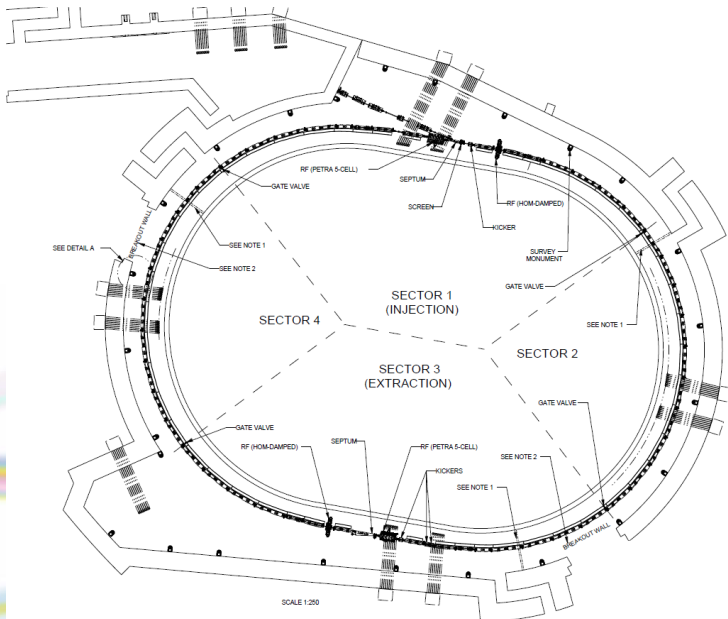 RF (PETRA 5-CELL)
SEPTUM
SCREEN
KICKER
RF (HOM-DAMPED)
SURVEY
MONUMENT
GATE VALVE
BREAKOUT WALL
SEE NOTE 1
SEE DETAIL A
SEE NOTE 2
GATE VALVE
SECTOR 1
(INJECTION)
SEE NOTE 1
SECTOR 4
SECTOR 2
SECTOR 3
(EXTRACTION)
GATE VALVE
GATE VALVE
RF (HOM-DAMPED)
SEPTUM
RF (PETRA 5-CELL)
KICKERS
SEE NOTE 2
SEE NOTE 1
BREAKOUT WALL
SCALE 1:250